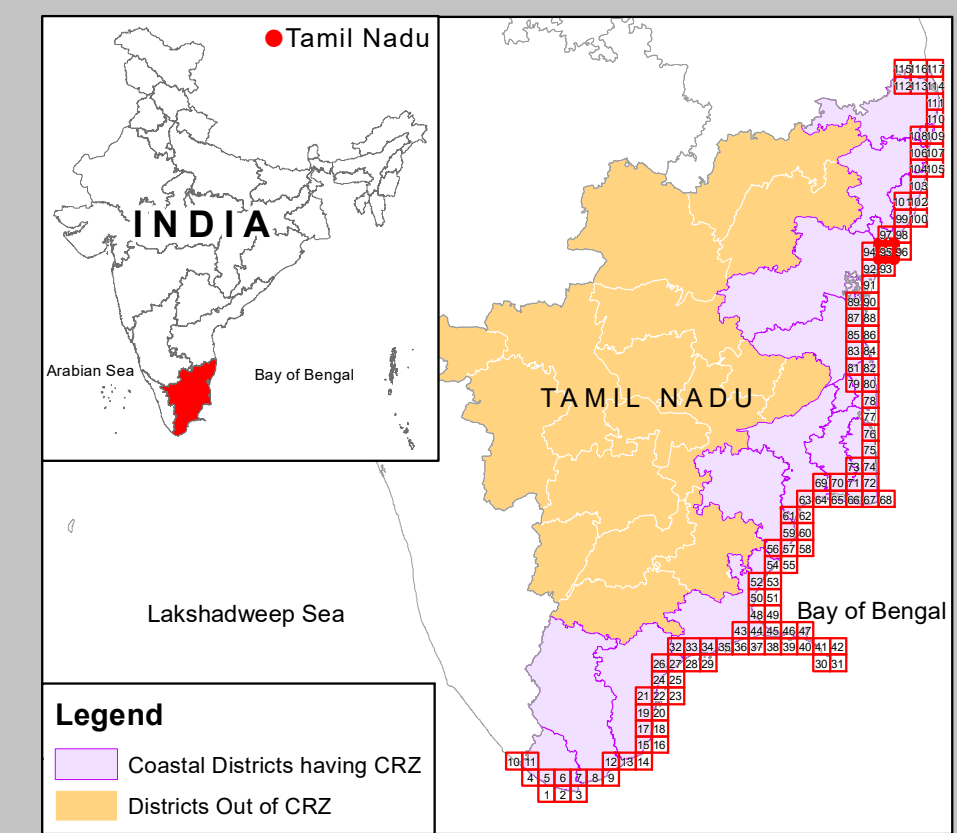 Tamil Nadu
INDIA
Arabian Sea
Bay of Bengal
115 116 117
112 113 114
111
110
108 109
106 107
104 105
103
101 102
99 100
97 98
94 95 96
92 93
91
89 90
87 88
85 86
83 84
81 82
79 80
TAMIL NADU
78
77
76
75
73 74
69 70 71 72
63 64 65 66 67 68
61 62
59 60
56 57 58
54 55
52 53
50 51
48 49
Lakshadweep Sea
Bay of Bengal
43 44 45 46 47
32 33 34 35 36 37 38 39 40 41 42
26 27 28 29 30 31
24 25
21 22 23
19 20
17 18
15 16
10 11 12 13 14
4 5 6 7 8 9
1 2 3
Legend
Coastal Districts having CRZ
Districts Out of CRZ